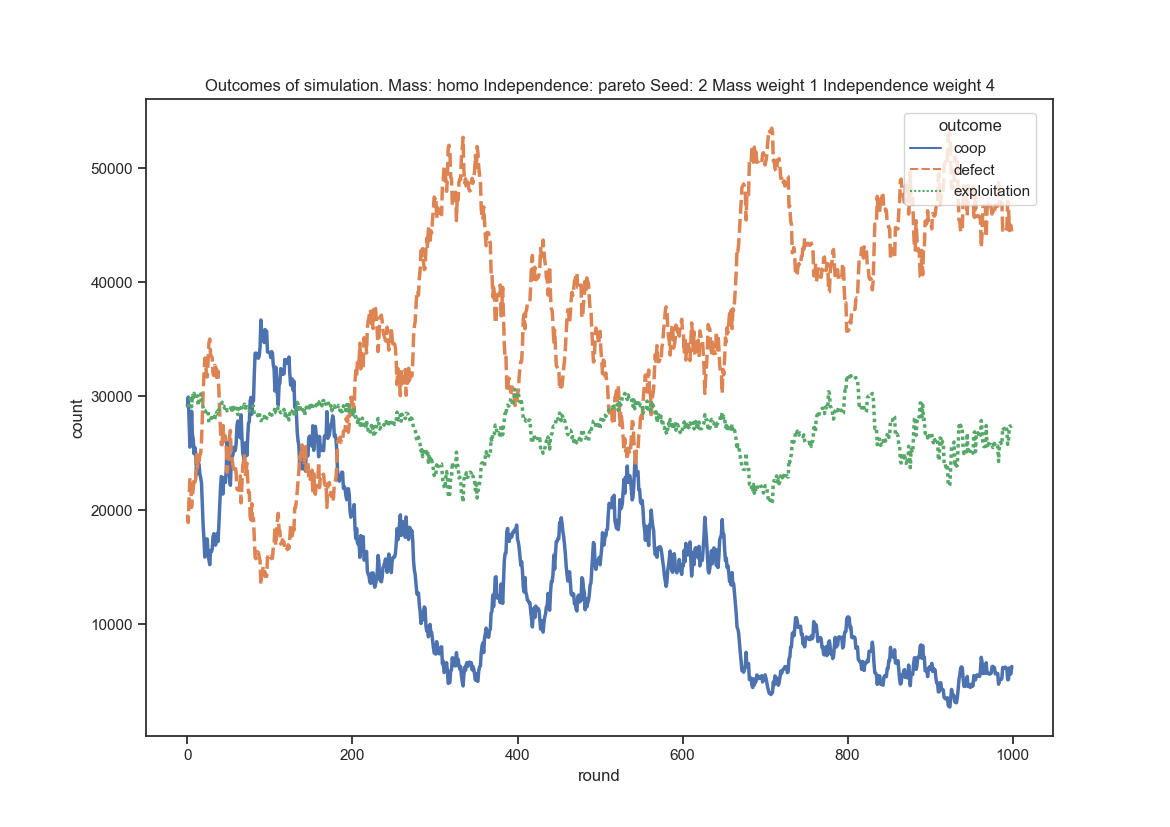 Outcomes of simulation. Mass: homo Independence: pareto Seed: 2 Mass weight 1 Independence weight 4
outcome
coop
defect
exploitation
50000
40000
30000
20000
10000
count
0
200
400
600
800
1000
round